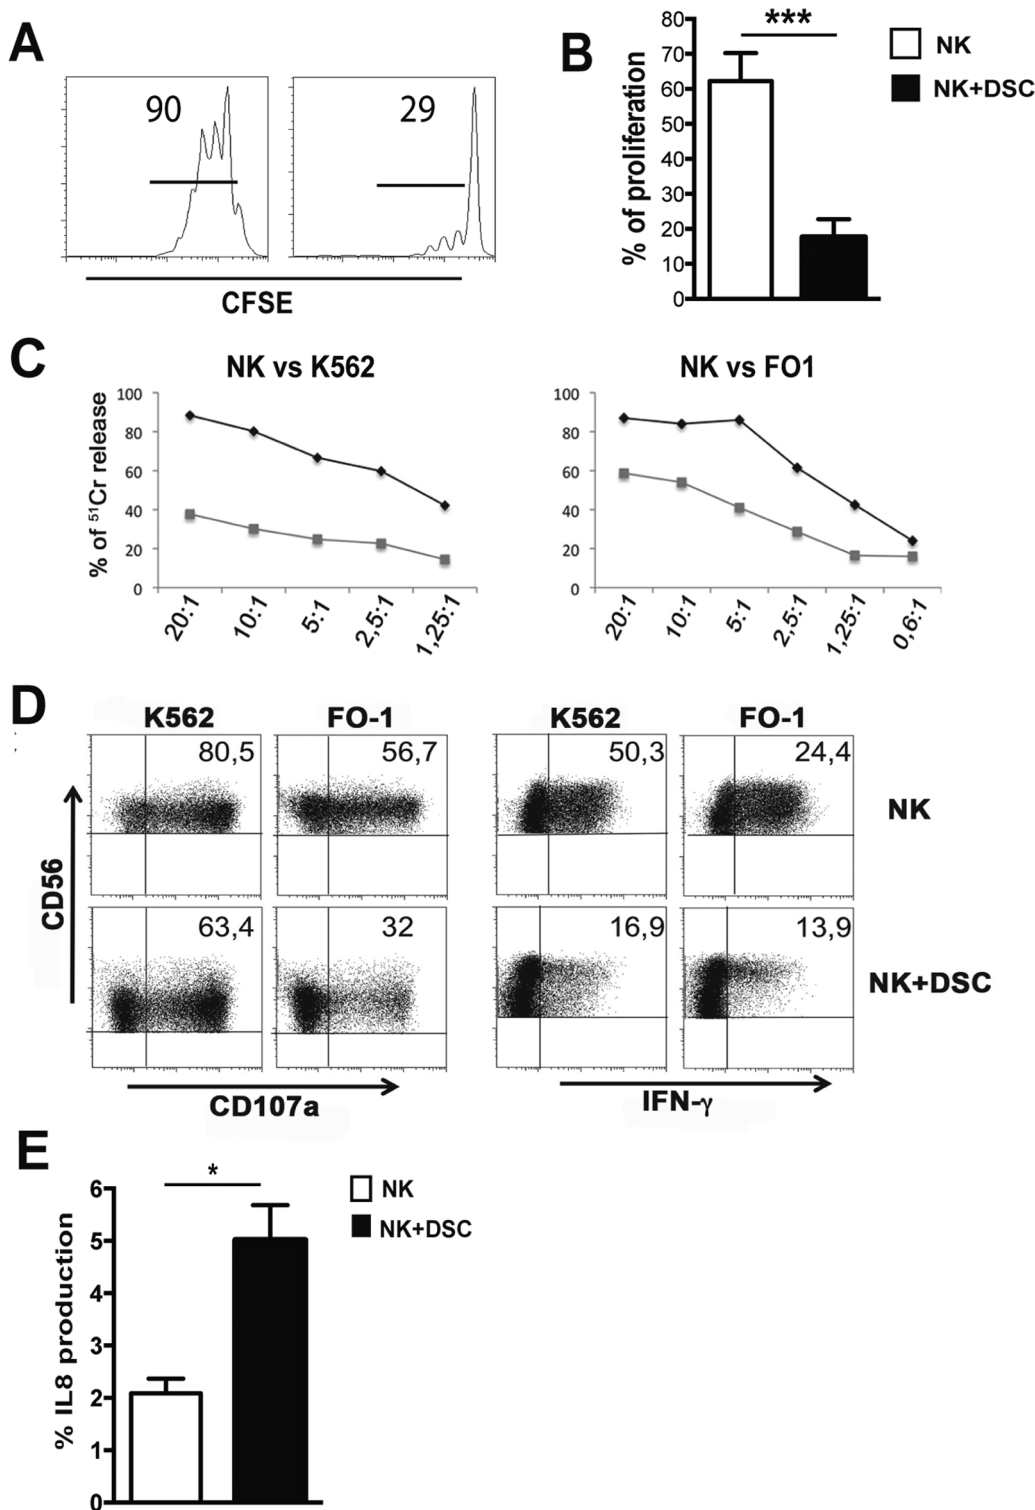 A
90
29
CFSE
B
80
70
60
50
40
30
20
10
0
% of proliferation
***
NK
NK+DSC
C
NK vs K562
% of 51Cr release
100
80
60
40
20
0
20:1
10:1
5:1
2,5:1
1,25:1
NK vs FO1
100
80
60
40
20
0
20:1
10:1
5:1
2,5:1
1,25:1
0,6:1
D
K562
FO-1
K562
FO-1
80,5
56,7
50,3
24,4
NK
CD56
63,4
32
16,9
13,9
NK+DSC
CD107a
IFN-γ
E
*
NK
NK+DSC
% IL8 production
6
5
4
3
2
1
0